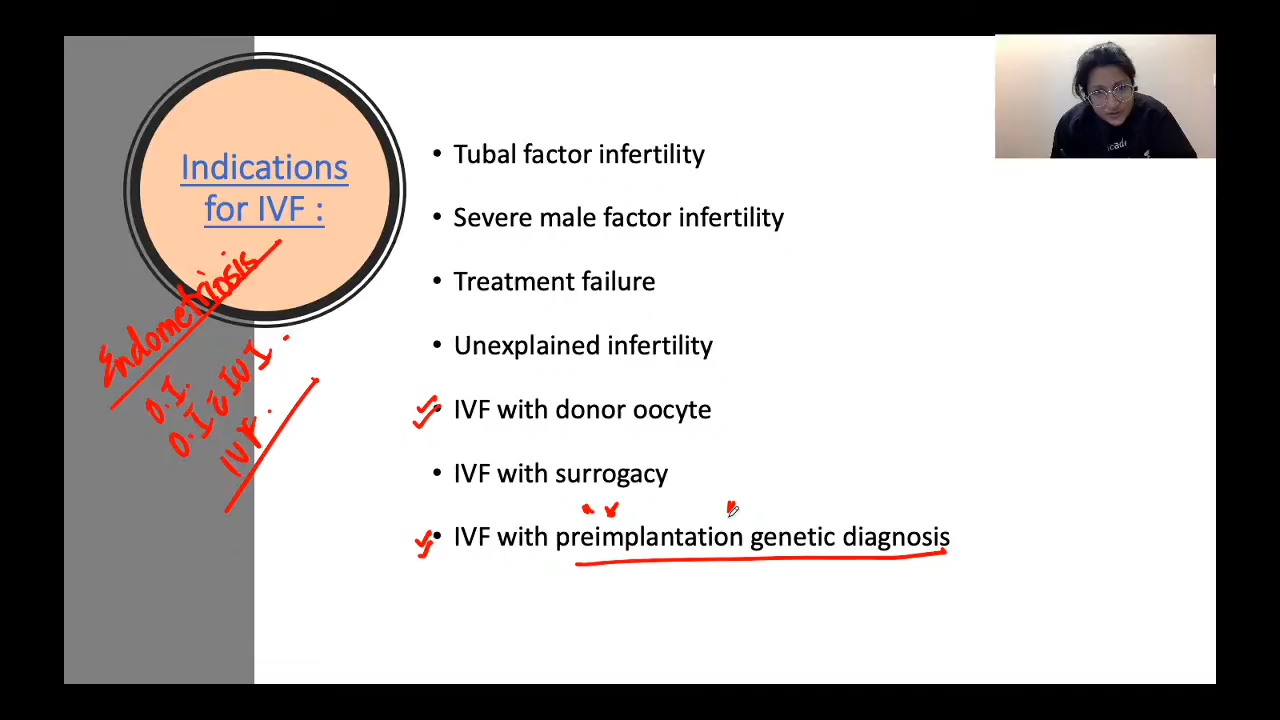 Indications
for IVF :
Endometriosis
O.I.
O.I c̄ IUI.
IVF.
• Tubal factor infertility
• Severe male factor infertility
• Treatment failure
• Unexplained infertility
• IVF with donor oocyte
• IVF with surrogacy
• IVF with preimplantation genetic diagnosis
cade